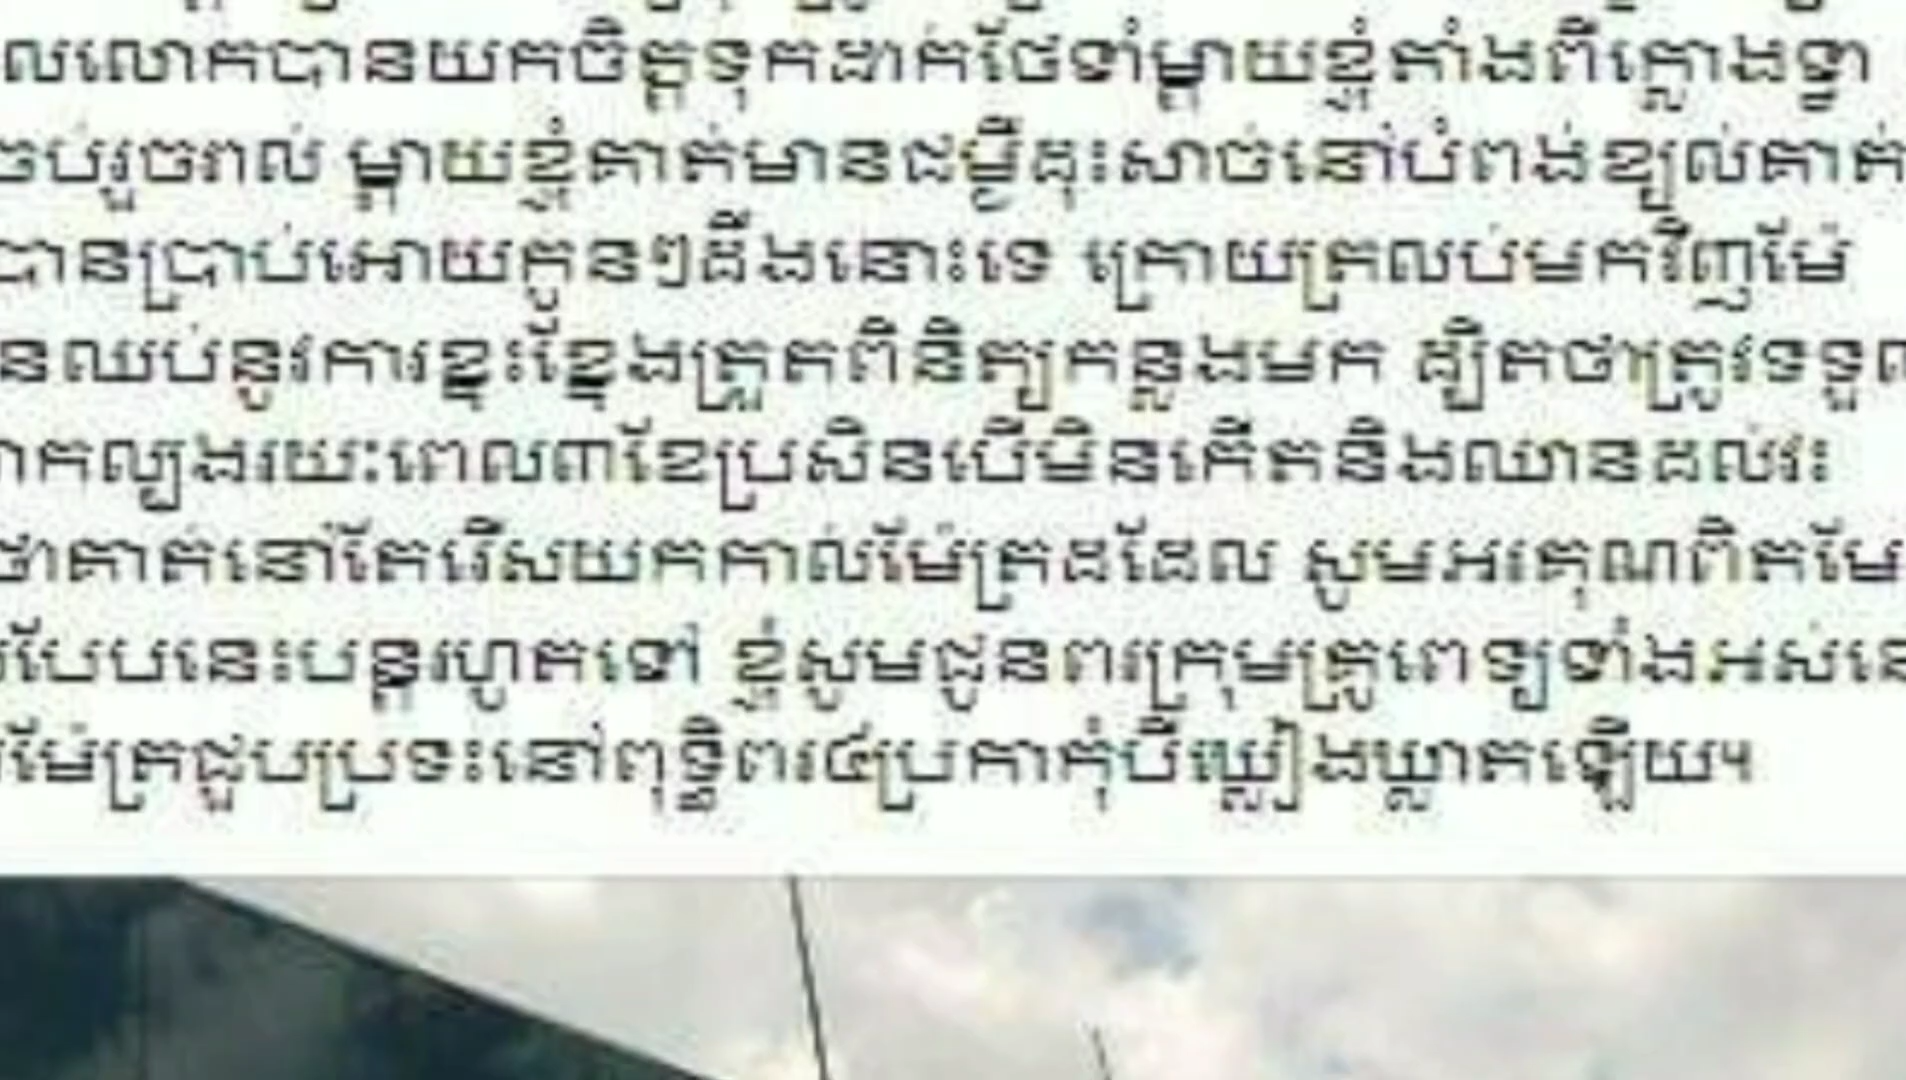 លលោកបានយកចិត្តទុកដាក់ថែទាំម្តាយខ្ញុំតាំងពីក្លោងទ្វា
ចប់រួចរាល់ ម្តាយខ្ញុំគាត់មានជម្ងឺដុះសាច់នៅបំពង់ខ្យល់គាត់
បានប្រាប់អោយកូនៗដឹងនោះទេ ក្រោយត្រលប់មកវិញម៉ែ
នឈប់នូវការខ្វះខ្វែងត្រួតពិនិត្យកន្លងមក ដ្បិតថាត្រូវទទួល
កល្បងរយៈពេល៣ខែប្រសិនបើមិនកើតនិងឈានដល់វះ
ថាគាត់នៅតែរើសយកកាល់ម៉ែត្រដដែល សូមអរគុណពិតមែ
បែបនេះបន្តរហូតទៅ ខ្ញុំសូមជូនពរក្រុមគ្រូពេទ្យទាំងអស់នេ
ម៉ែត្រជួបប្រទះនៅពុទ្ធិពរ៤ប្រកាកុំបីឃ្លៀងឃ្លាតឡើយ។